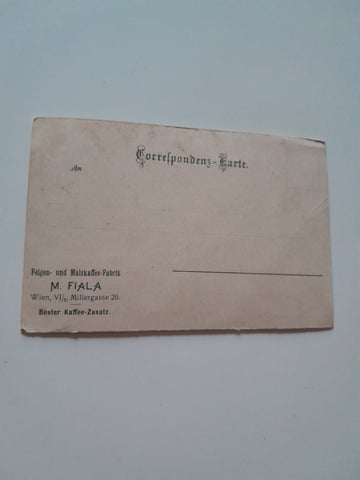 Correspondenz-Karte.
An
Feigen- und Malzkaffee-Fabrik
M. FIALA
Wien, VI/2, Millergasse 20.
Bester Kaffee-Zusatz.